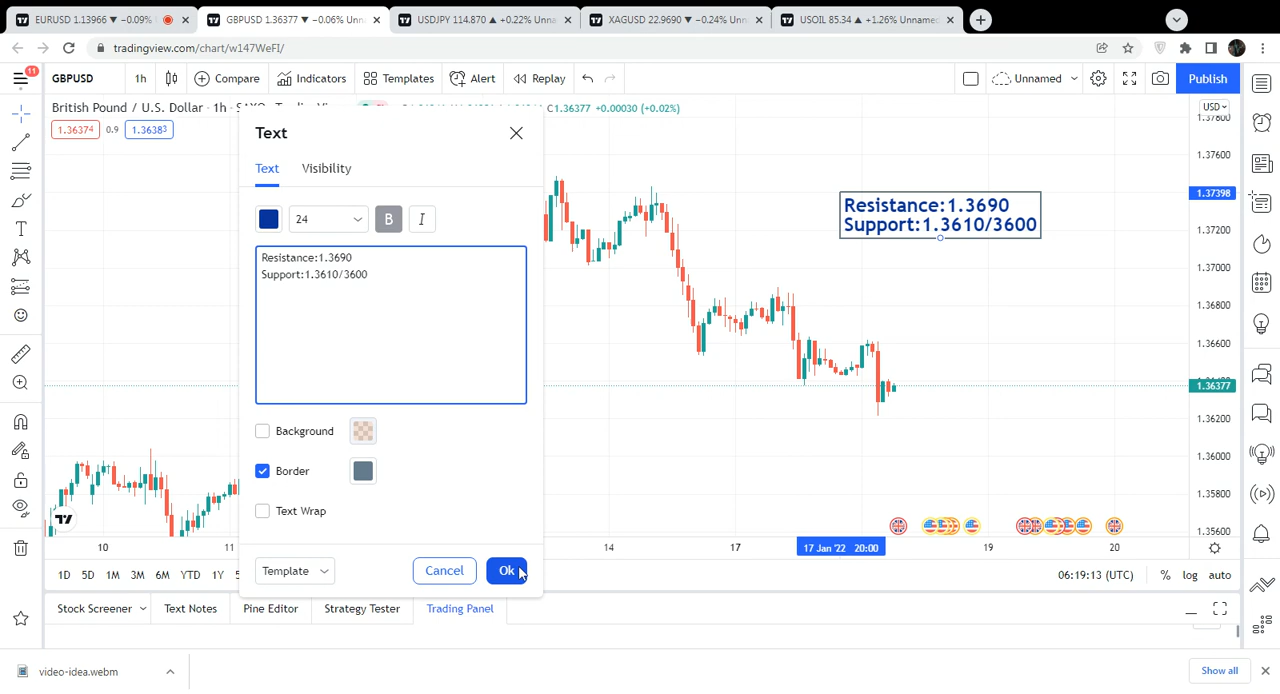 EURUSD 1.13966 ▼ −0.09%
GBPUSD 1.36377 ▼ −0.06% Unna
USDJPY 114.870 ▲ +0.22% Unna
XAGUSD 22.9690 ▼ −0.24% Unn
USOIL 85.34 ▲ +1.26% Unnamed
tradingview.com/chart/w147WeFI/
11
GBPUSD
1h
Compare
Indicators
Templates
Alert
Replay
Unnamed
Publish
British Pound / U.S. Dollar · 1h ·
C1.36377 +0.00030 (+0.02%)
USD
1.36374
0.9
1.36383
Text
Text
Visibility
24
B
I
Resistance:1.3690
Support:1.3610/3600
Background
Border
Text Wrap
Template
Cancel
Ok
Resistance:1.3690
Support:1.3610/3600
1.37800
1.37600
1.37398
1.37200
1.37000
1.36800
1.36600
1.36377
1.36200
1.36000
1.35800
1.35600
10
11
14
17
17 Jan '22 20:00
19
20
1D
5D
1M
3M
6M
YTD
1Y
06:19:13 (UTC)
%
log
auto
Stock Screener
Text Notes
Pine Editor
Strategy Tester
Trading Panel
video-idea.webm
Show all